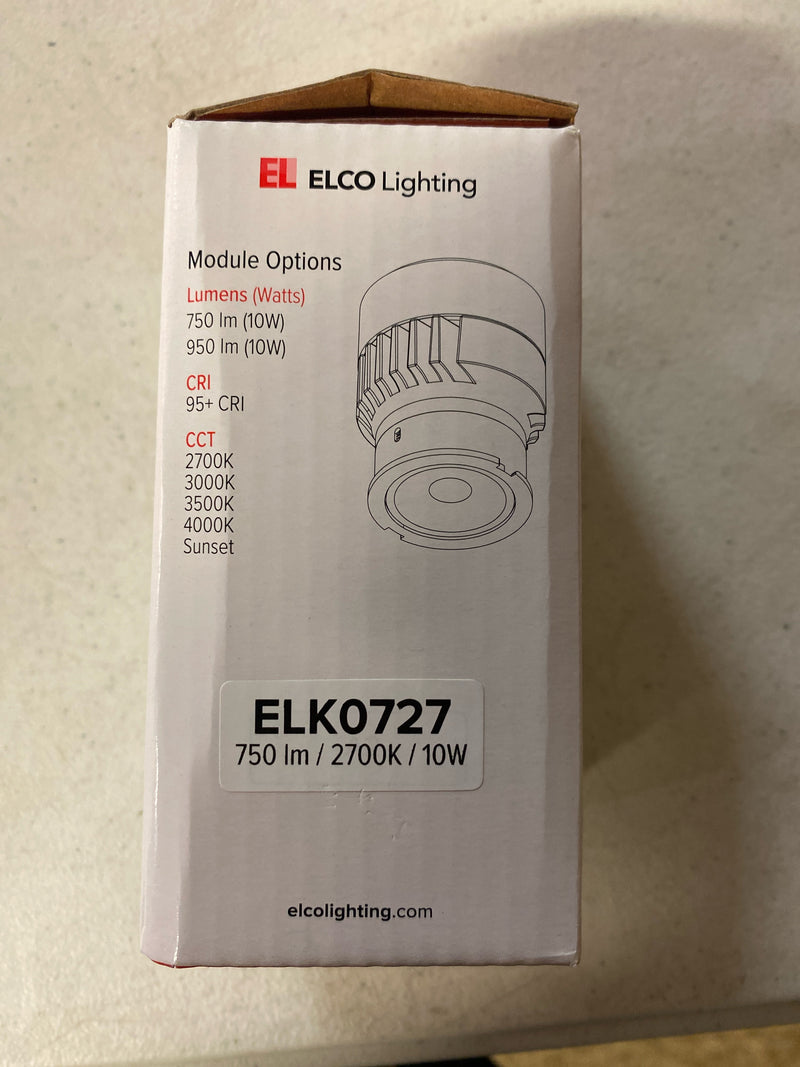 EL ELCO Lighting
Module Options
Lumens (Watts)
750 lm (10W)
950 lm (10W)
CRI
95+ CRI
CCT
2700K
3000K
3500K
4000K
Sunset
ELK0727
750 lm / 2700K / 10W
elcolighting.com